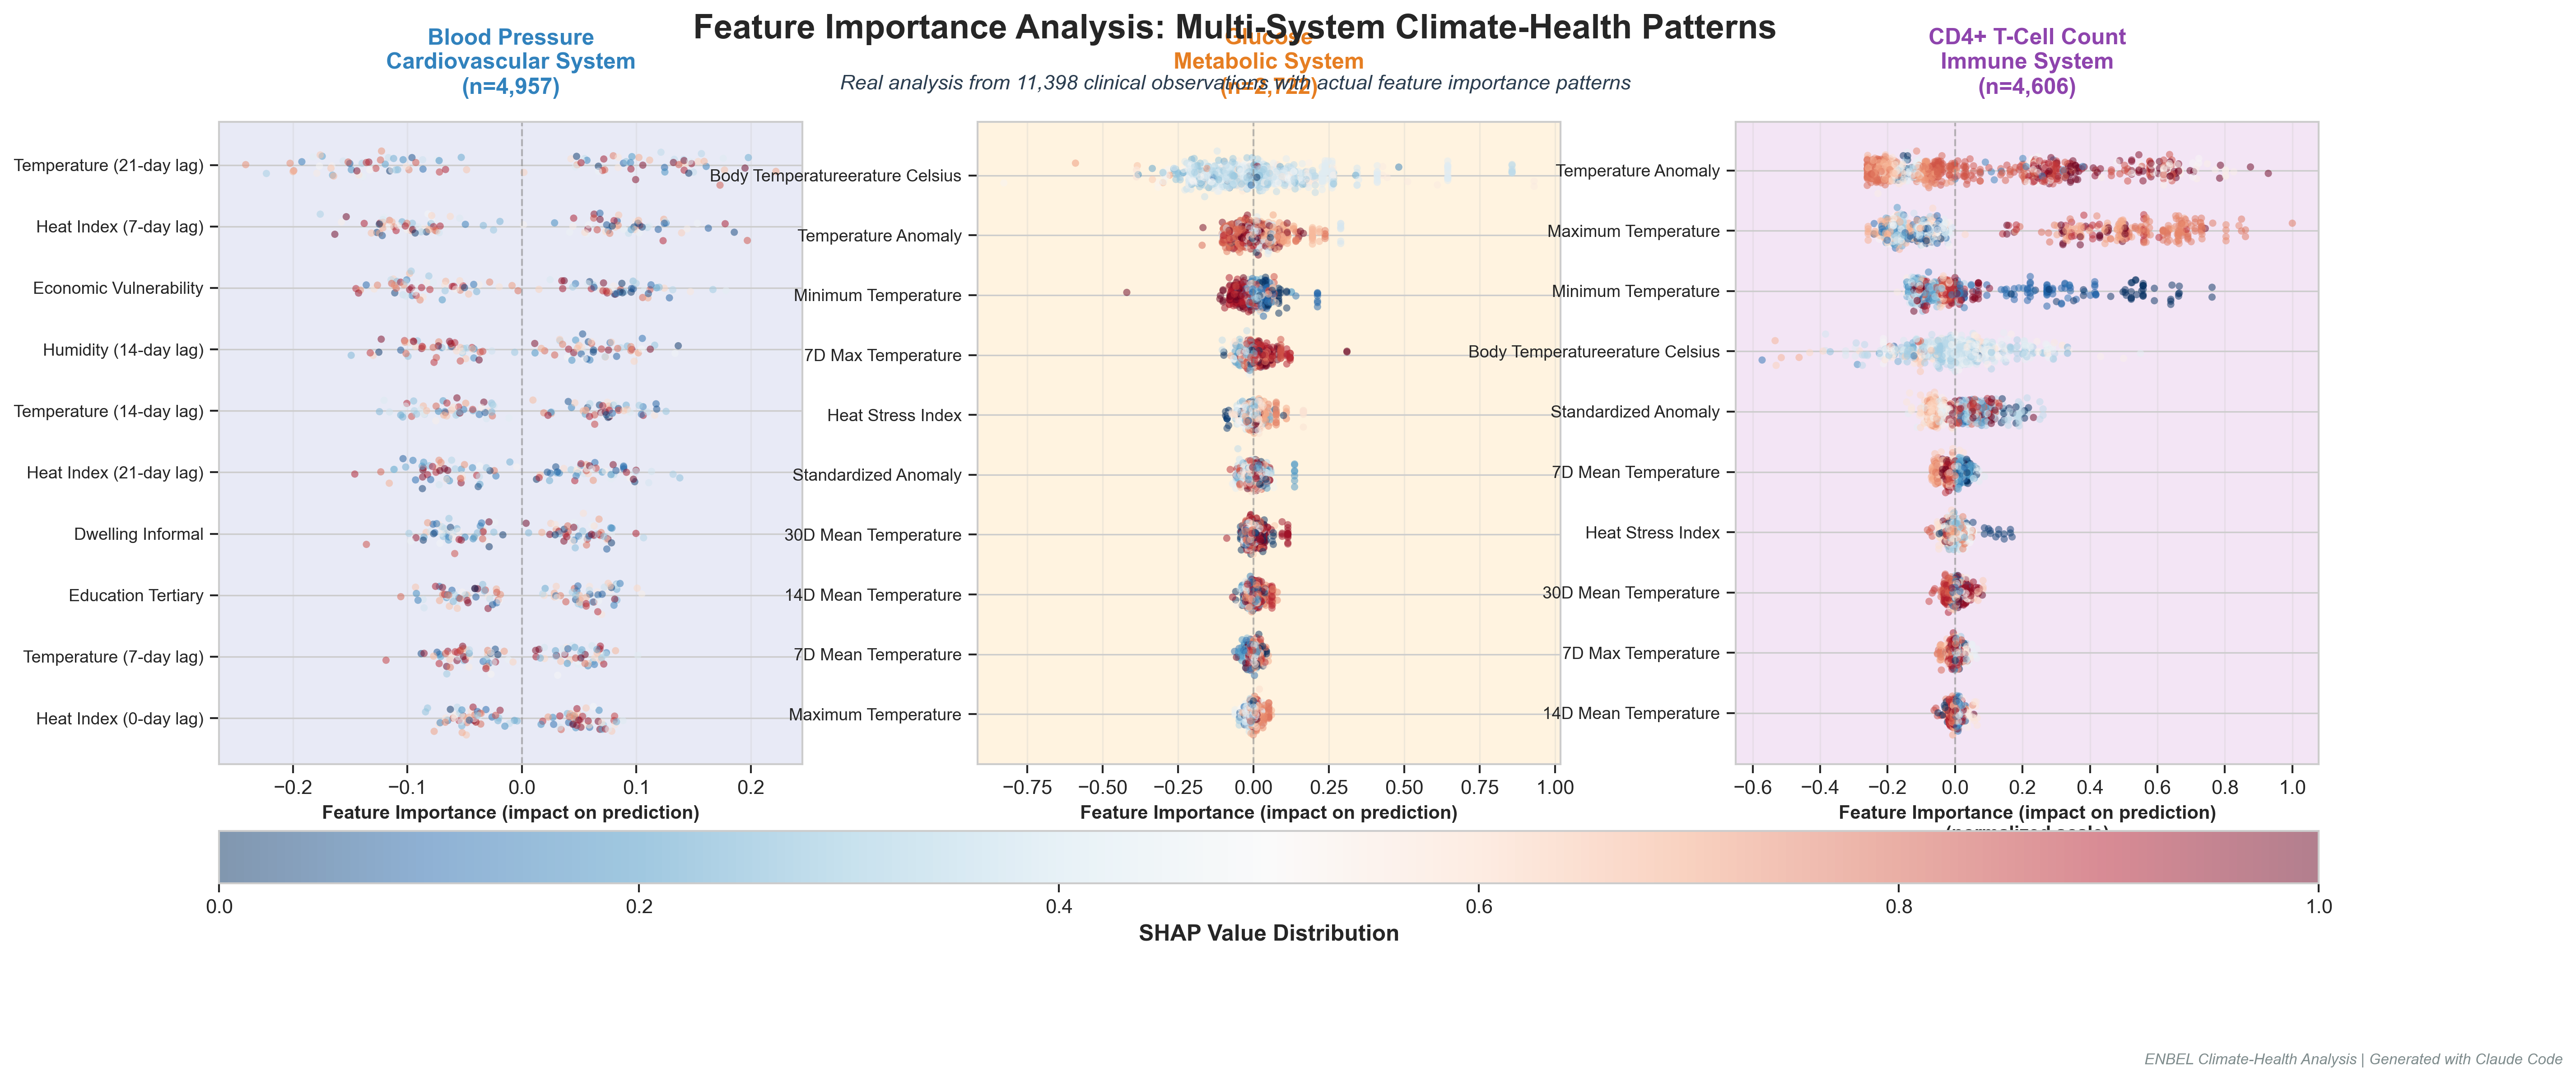 Feature Importance Analysis: Multi-System Climate-Health Patterns
Real analysis from 11,398 clinical observations with actual feature importance patterns
Blood Pressure
Cardiovascular System
(n=4,957)
Temperature (21-day lag)
Heat Index (7-day lag)
Economic Vulnerability
Humidity (14-day lag)
Temperature (14-day lag)
Heat Index (21-day lag)
Dwelling Informal
Education Tertiary
Temperature (7-day lag)
Heat Index (0-day lag)
−0.2 −0.1 0.0 0.1 0.2
Feature Importance (impact on prediction)
Glucose
Metabolic System
(n=2,722)
Body Temperatureerature Celsius
Temperature Anomaly
Minimum Temperature
7D Max Temperature
Heat Stress Index
Standardized Anomaly
30D Mean Temperature
14D Mean Temperature
7D Mean Temperature
Maximum Temperature
−0.75 −0.50 −0.25 0.00 0.25 0.50 0.75 1.00
Feature Importance (impact on prediction)
CD4+ T-Cell Count
Immune System
(n=4,606)
Temperature Anomaly
Maximum Temperature
Minimum Temperature
Body Temperatureerature Celsius
Standardized Anomaly
7D Mean Temperature
Heat Stress Index
30D Mean Temperature
7D Max Temperature
14D Mean Temperature
−0.6 −0.4 −0.2 0.0 0.2 0.4 0.6 0.8 1.0
Feature Importance (impact on prediction)
0.0 0.2 0.4 0.6 0.8 1.0
SHAP Value Distribution
ENBEL Climate-Health Analysis | Generated with Claude Code